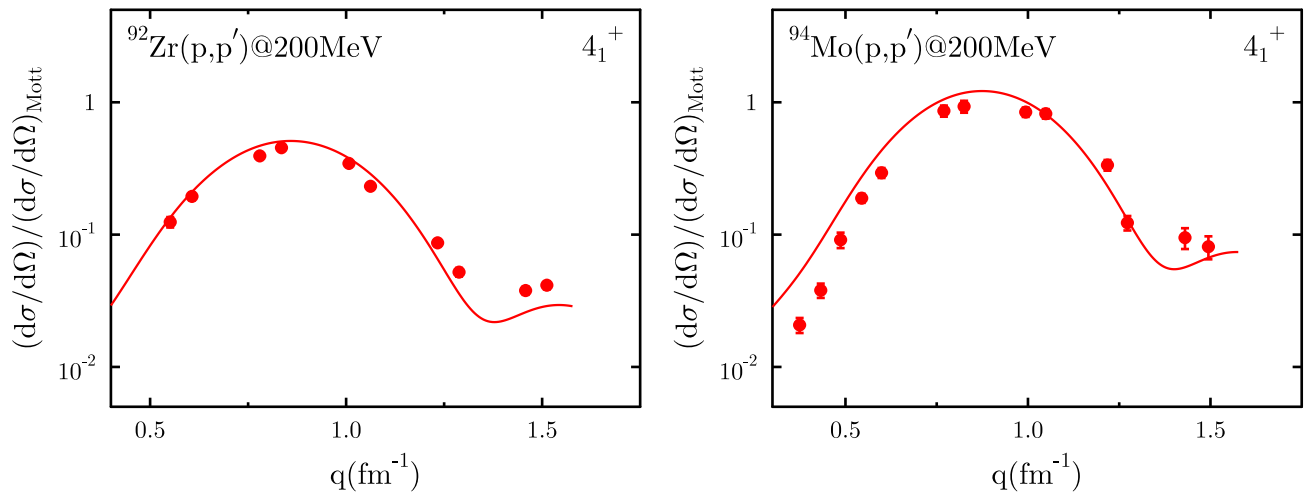 ⁹²Zr(p,p′)@200MeV 4₁⁺
(dσ/dΩ)/(dσ/dΩ)Mott
1
10⁻¹
10⁻²
0.5 1.0 1.5
q(fm⁻¹)
⁹⁴Mo(p,p′)@200MeV 4₁⁺
(dσ/dΩ)/(dσ/dΩ)Mott
1
10⁻¹
10⁻²
0.5 1.0 1.5
q(fm⁻¹)